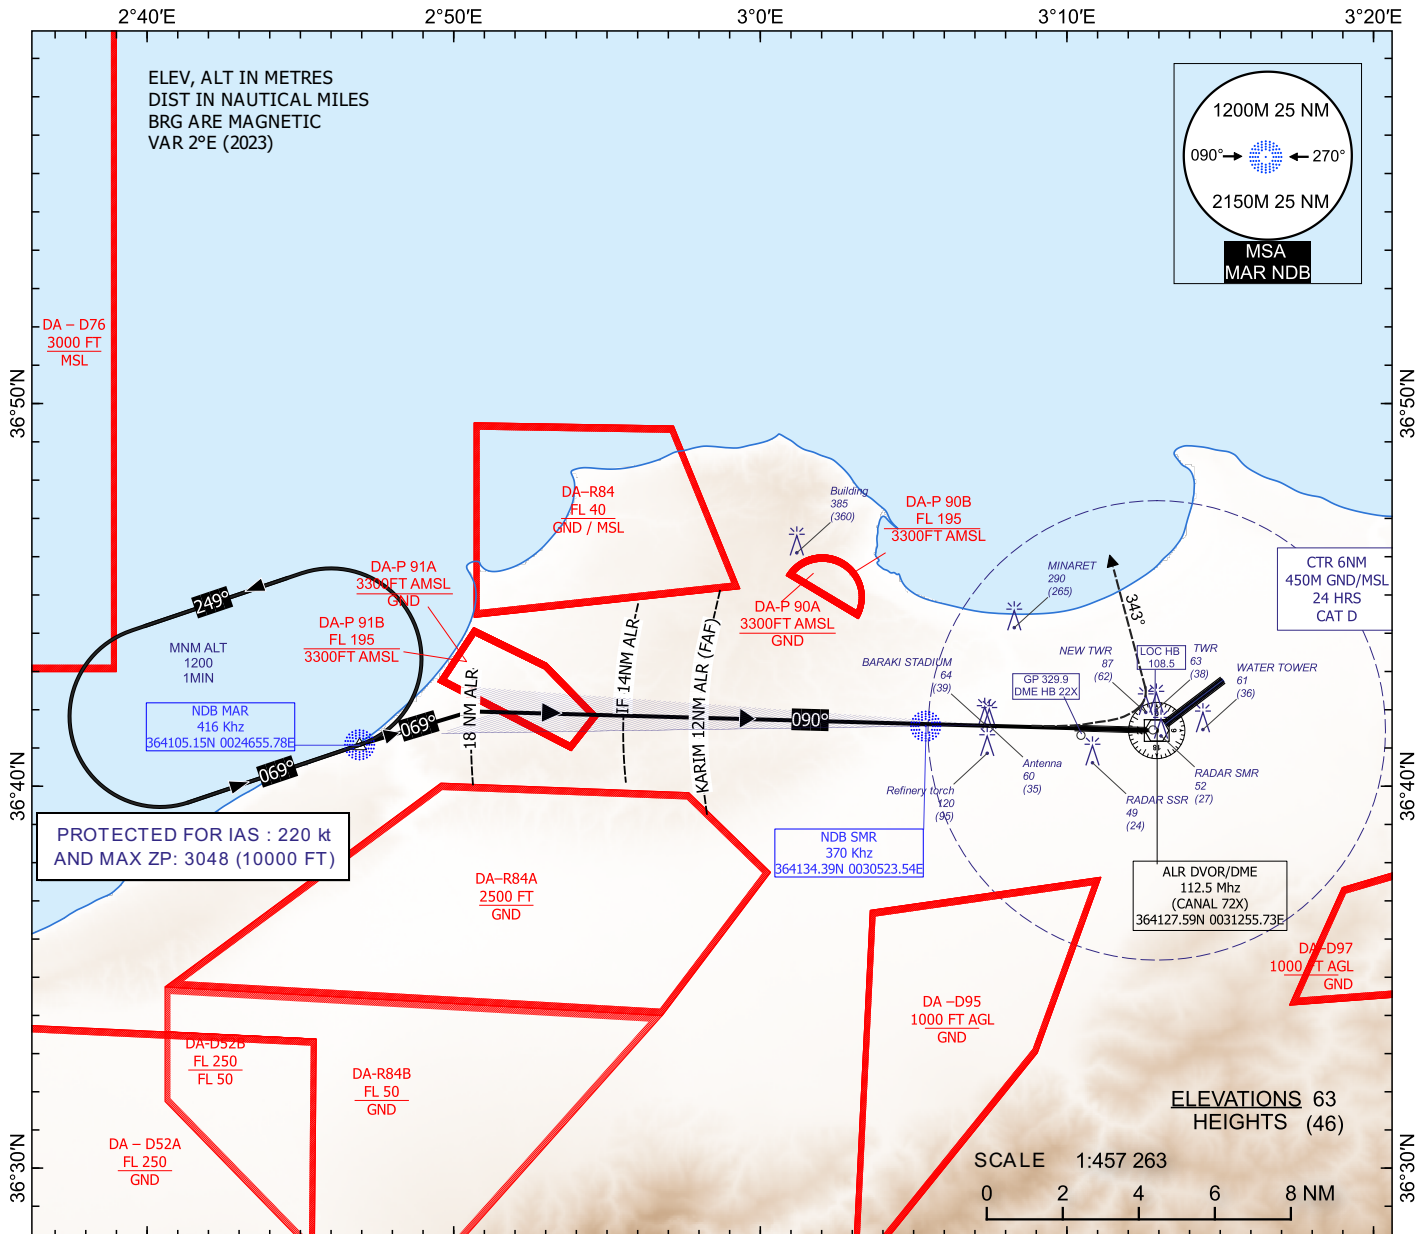 2°40'E
2°50'E
3°0'E
3°10'E
3°20'E
ELEV, ALT IN METRES
DIST IN NAUTICAL MILES
BRG ARE MAGNETIC
VAR 2°E (2023)
1200M 25 NM
090°
270°
2150M 25 NM
MSA
MAR NDB
DA – D76
3000 FT
MSL
36°50'N
36°50'N
DA–R84
FL 40
GND / MSL
Building
385
(360)
DA-P 90B
FL 195
3300FT AMSL
DA-P 91A
3300FT AMSL
GND
DA-P 91B
FL 195
3300FT AMSL
DA-P 90A
3300FT AMSL
GND
MINARET
290
(265)
CTR 6NM
450M GND/MSL
24 HRS
CAT D
249°
MNM ALT
1200
1MIN
343°
NDB MAR
416 Khz
364105.15N 0024655.78E
069°
069°
18 NM ALR
IF 14NM ALR
KARIM 12NM ALR (FAF)
090°
BARAKI STADIUM
64
(39)
NEW TWR
87
(62)
LOC HB
108.5
TWR
63
(38)
GP 329.9
DME HB 22X
WATER TOWER
61
(36)
Antenna
60
(35)
Refinery torch
120
(95)
RADAR SMR
52
(27)
RADAR SSR
49
(24)
36°40'N
36°40'N
PROTECTED FOR IAS : 220 kt
AND MAX ZP: 3048 (10000 FT)
NDB SMR
370 Khz
364134.39N 0030523.54E
ALR DVOR/DME
112.5 Mhz
(CANAL 72X)
364127.59N 0031255.73E
DA–R84A
2500 FT
GND
DA–D97
1000 FT AGL
GND
DA –D95
1000 FT AGL
GND
DA-D52B
FL 250
FL 50
DA-R84B
FL 50
GND
DA – D52A
FL 250
GND
ELEVATIONS 63
HEIGHTS (46)
36°30'N
36°30'N
SCALE 1:457 263
0 2 4 6 8 NM